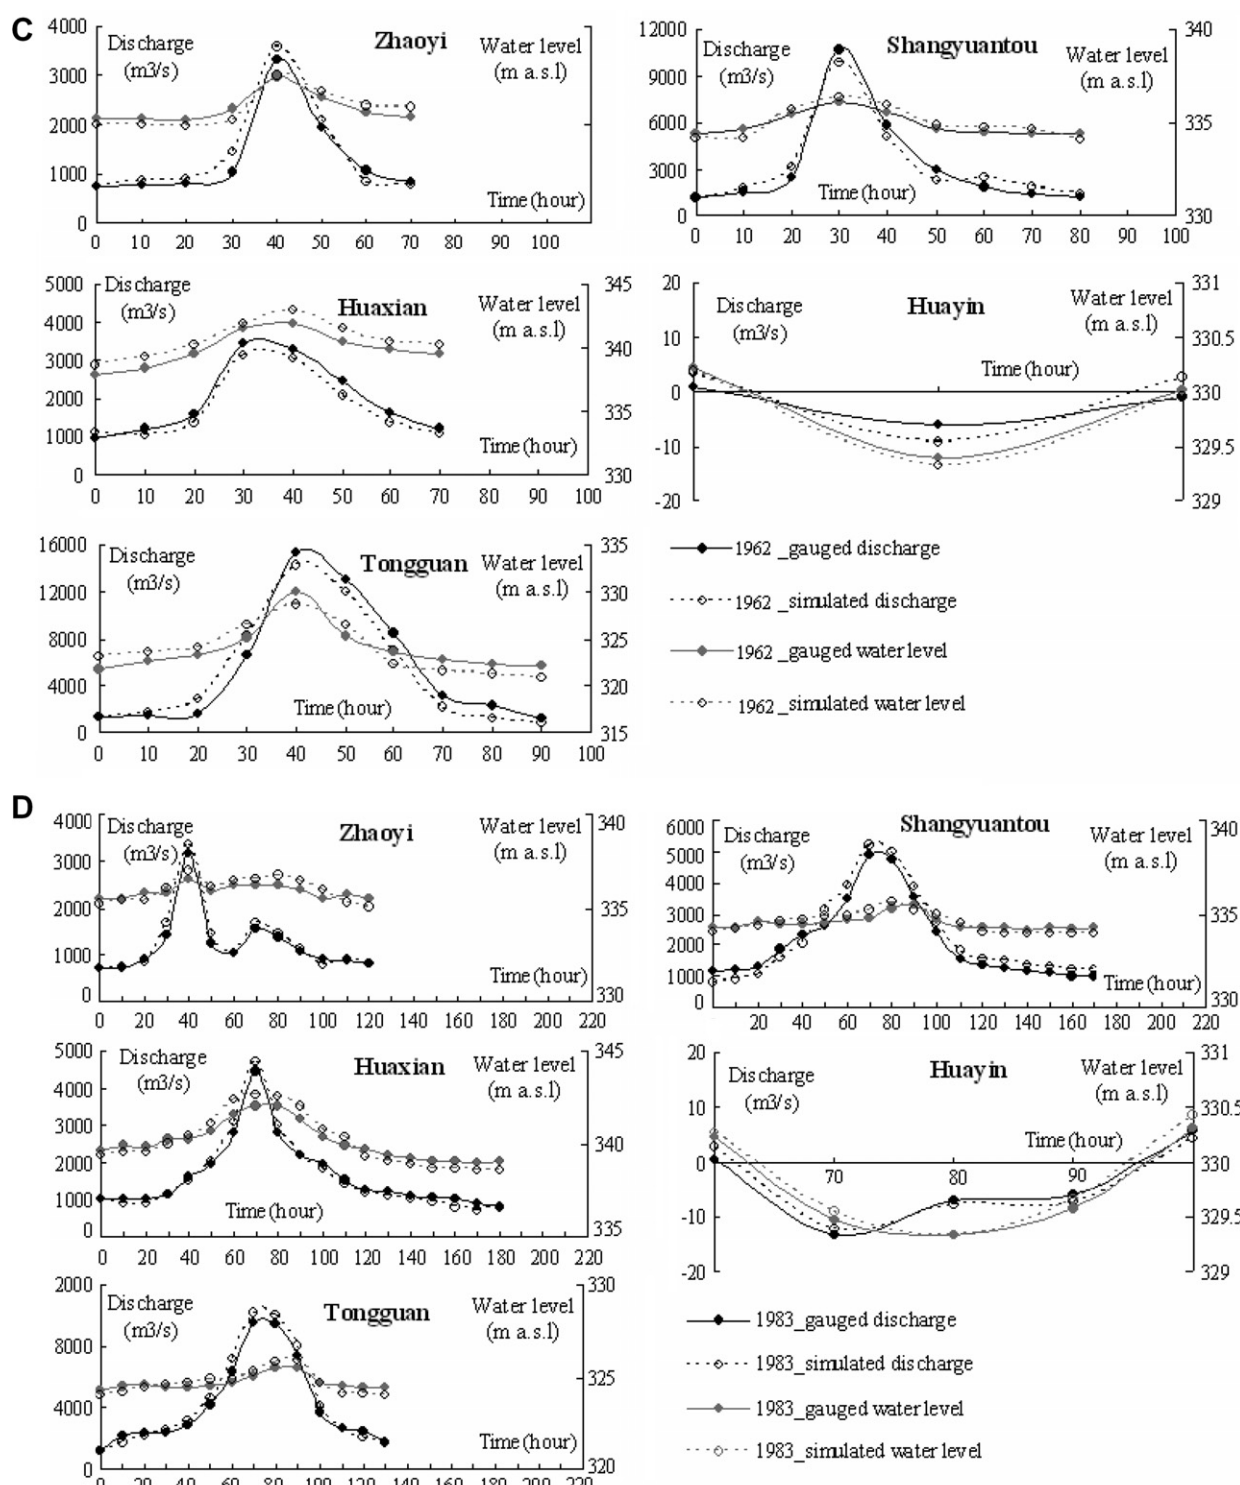 C
Discharge
(m3/s)
Zhaoyi
Water level
(m a.s.l)
4000
3000
2000
1000
0
Time (hour)
0 10 20 30 40 50 60 70 80 90 100
Discharge
(m3/s)
Shangyuantou
Water level
(m a.s.l)
12000
9000
6000
3000
0
340
335
330
Time (hour)
0 10 20 30 40 50 60 70 80 90 100
Discharge
(m3/s)
Huaxian
Water level
(m a.s.l)
5000
4000
3000
2000
1000
0
345
340
335
330
Time (hour)
0 10 20 30 40 50 60 70 80 90 100
Discharge
(m3/s)
Huayin
Water level
(m a.s.l)
20
10
0
-10
-20
331
330.5
330
329.5
329
Time (hour)
40
Discharge
(m3/s)
Tongguan
Water level
(m a.s.l)
16000
12000
8000
4000
0
335
330
325
320
315
Time (hour)
0 10 20 30 40 50 60 70 80 90 100
1962 _gauged discharge
1962 _simulated discharge
1962 _gauged water level
1962 _simulated water level
D
Discharge
(m3/s)
Zhaoyi
Water level
(m a.s.l)
4000
3000
2000
1000
0
340
335
330
Time (hour)
0 20 40 60 80 100 120 140 160 180 200 220
Discharge
(m3/s)
Shangyuantou
Water level
(m a.s.l)
6000
5000
4000
3000
2000
1000
0
340
335
330
Time (hour)
20 40 60 80 100 120 140 160 180 200 220
Discharge
(m3/s)
Huaxian
Water level
(m a.s.l)
5000
4000
3000
2000
1000
0
345
340
335
Time (hour)
0 20 40 60 80 100 120 140 160 180 200 220
Discharge
(m3/s)
Huayin
Water level
(m a.s.l)
20
10
0
-10
-20
331
330.5
330
329.5
329
Time (hour)
70 80 90
Discharge
(m3/s)
Tongguan
Water level
(m a.s.l)
2000
8000
4000
0
330
325
320
Time (hour)
0 20 40 60 80 100 120 140 160 180 200 220
1983_gauged discharge
1983_simulated discharge
1983_gauged water level
1983_simulated water level